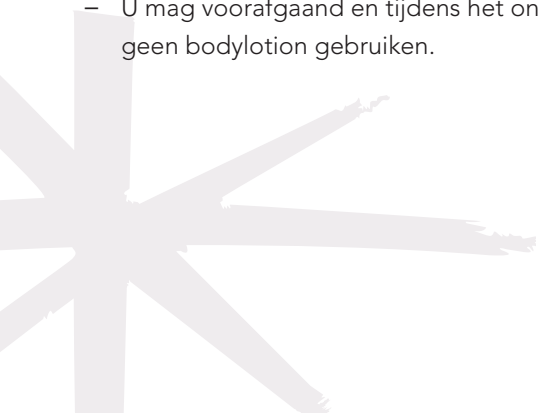 – U mag voorafgaand en tijdens het on
geen bodylotion gebruiken.